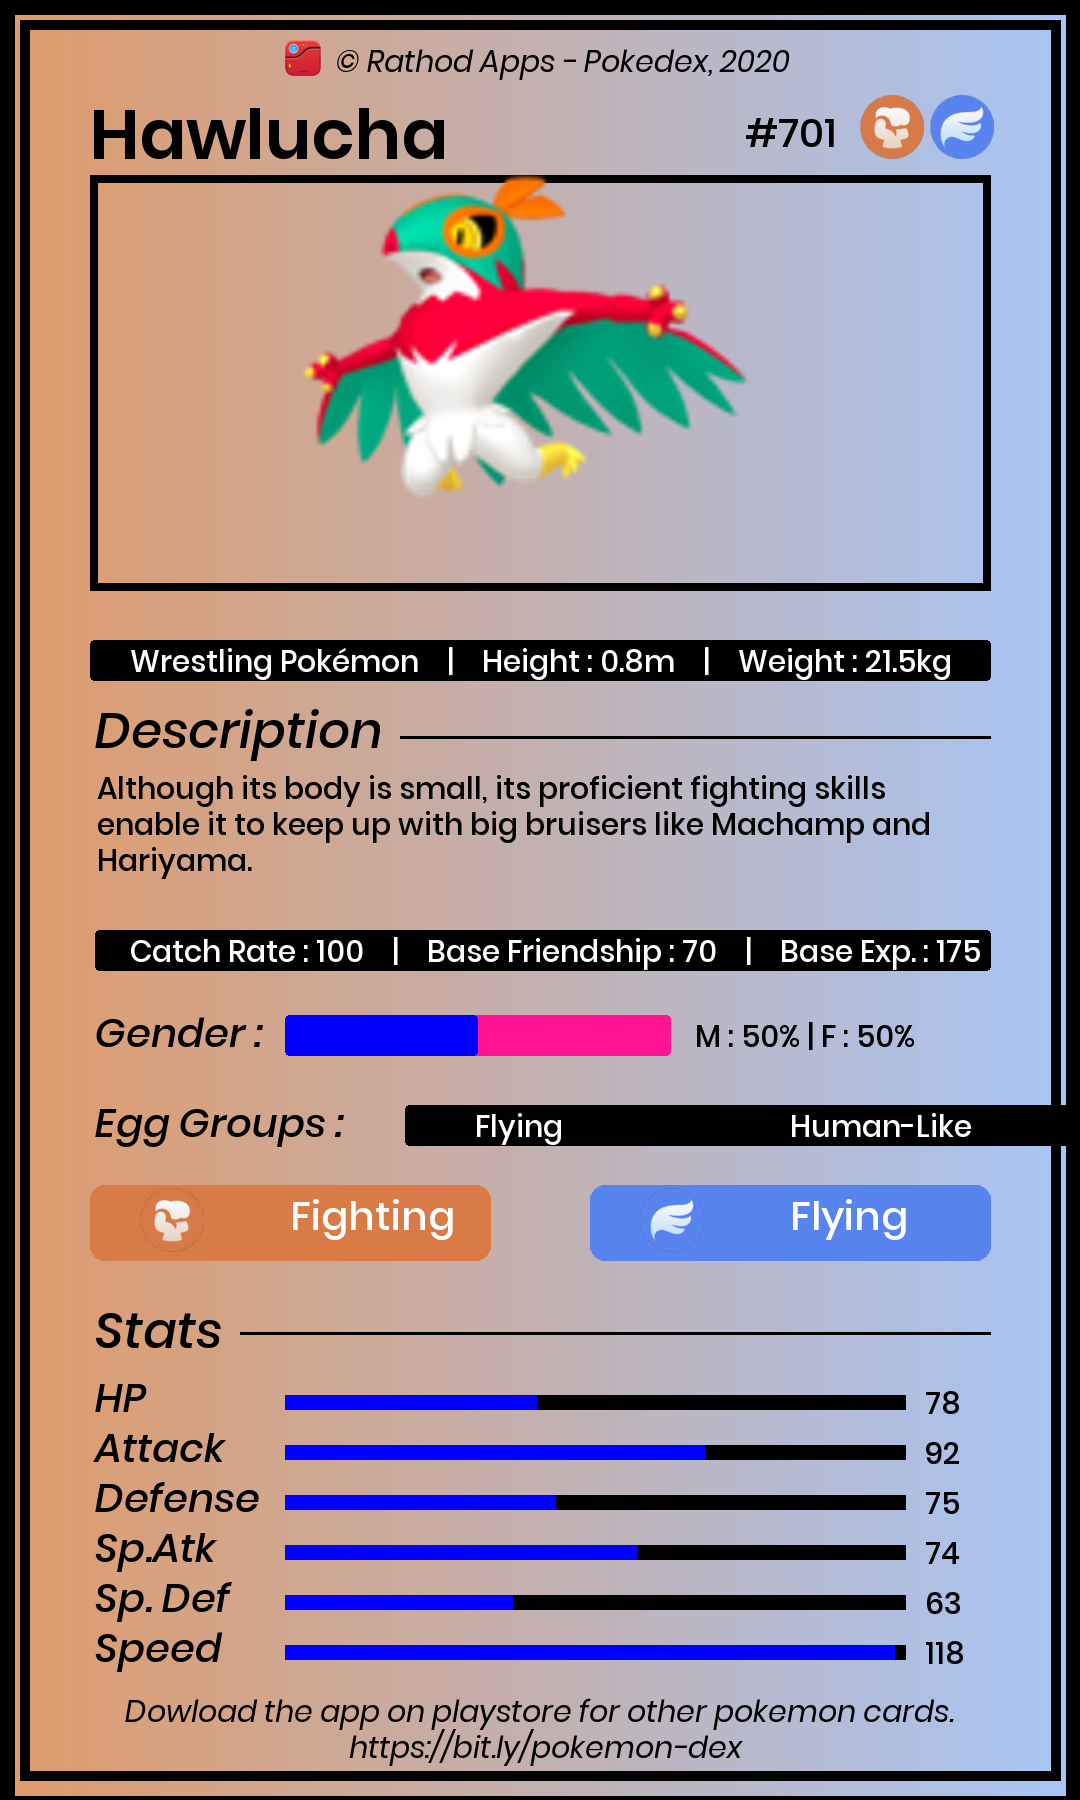 © Rathod Apps - Pokedex, 2020
Hawlucha #701
Wrestling Pokémon | Height : 0.8m | Weight : 21.5kg
Description
Although its body is small, its proficient fighting skills
enable it to keep up with big bruisers like Machamp and
Hariyama.
Catch Rate : 100 | Base Friendship : 70 | Base Exp. : 175
Gender : M : 50% | F : 50%
Egg Groups : Flying Human-Like
Fighting Flying
Stats
HP 78
Attack 92
Defense 75
Sp.Atk 74
Sp. Def 63
Speed 118
Dowload the app on playstore for other pokemon cards.
https://bit.ly/pokemon-dex